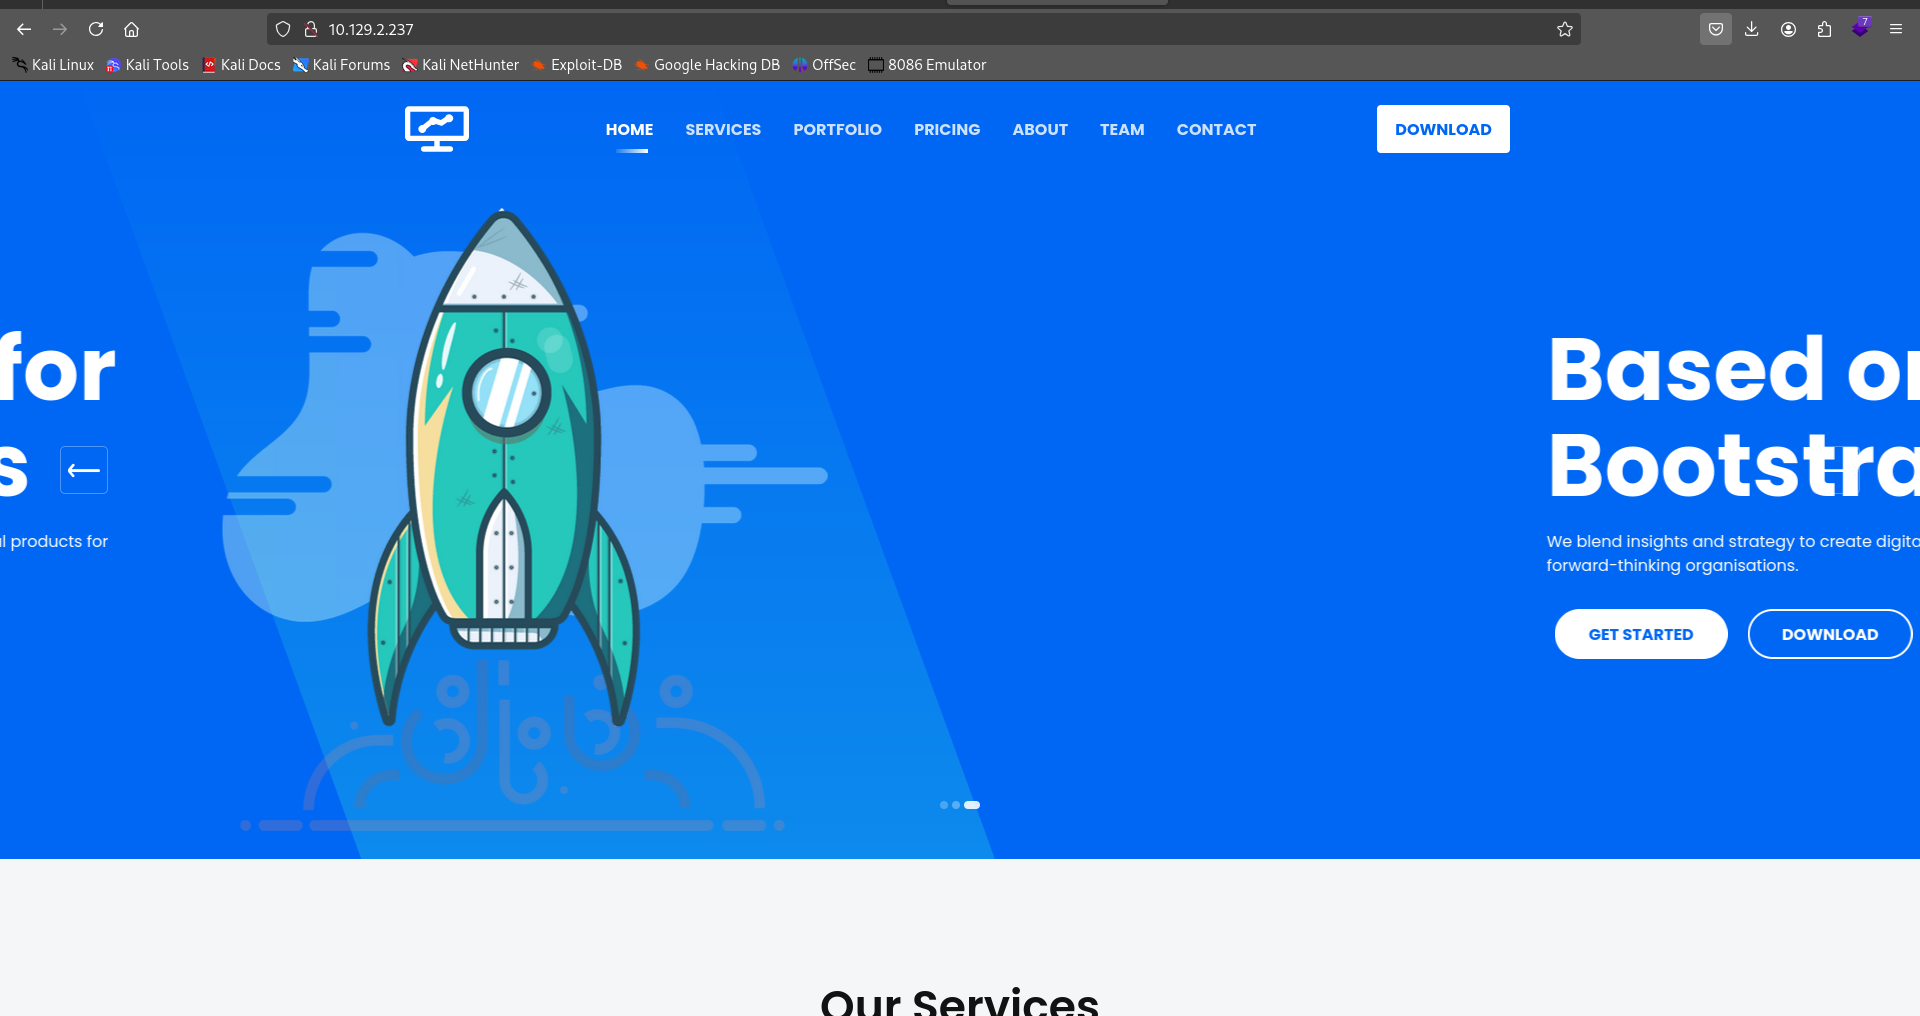 10.129.2.237
7
Kali Linux Kali Tools Kali Docs Kali Forums Kali NetHunter Exploit-DB Google Hacking DB OffSec 8086 Emulator
HOME SERVICES PORTFOLIO PRICING ABOUT TEAM CONTACT DOWNLOAD
for
s
l products for
Based on
Bootstra
We blend insights and strategy to create digita
forward-thinking organisations.
GET STARTED DOWNLOAD
Our Services